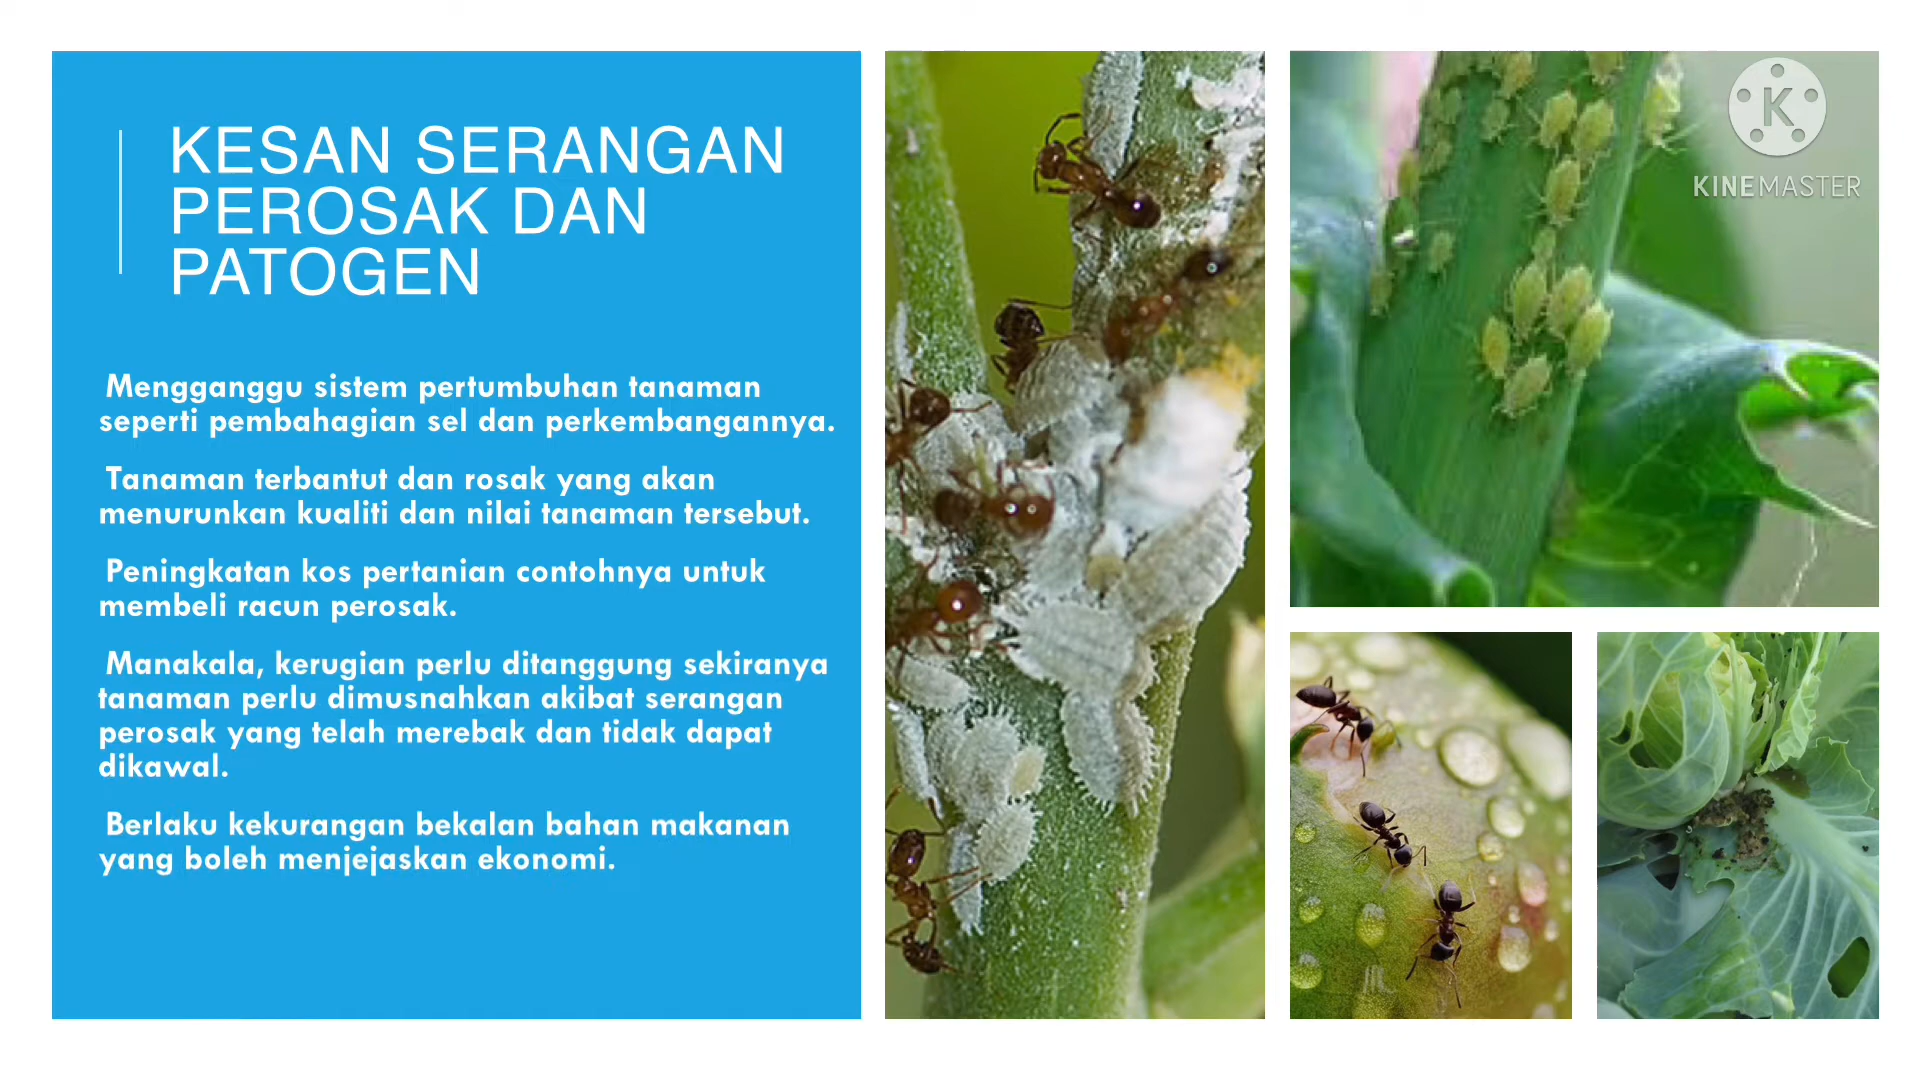 KESAN SERANGAN
PEROSAK DAN
PATOGEN
Mengganggu sistem pertumbuhan tanaman
seperti pembahagian sel dan perkembangannya.
Tanaman terbantut dan rosak yang akan
menurunkan kualiti dan nilai tanaman tersebut.
Peningkatan kos pertanian contohnya untuk
membeli racun perosak.
Manakala, kerugian perlu ditanggung sekiranya
tanaman perlu dimusnahkan akibat serangan
perosak yang telah merebak dan tidak dapat
dikawal.
Berlaku kekurangan bekalan bahan makanan
yang boleh menjejaskan ekonomi.
K
KINEMASTER